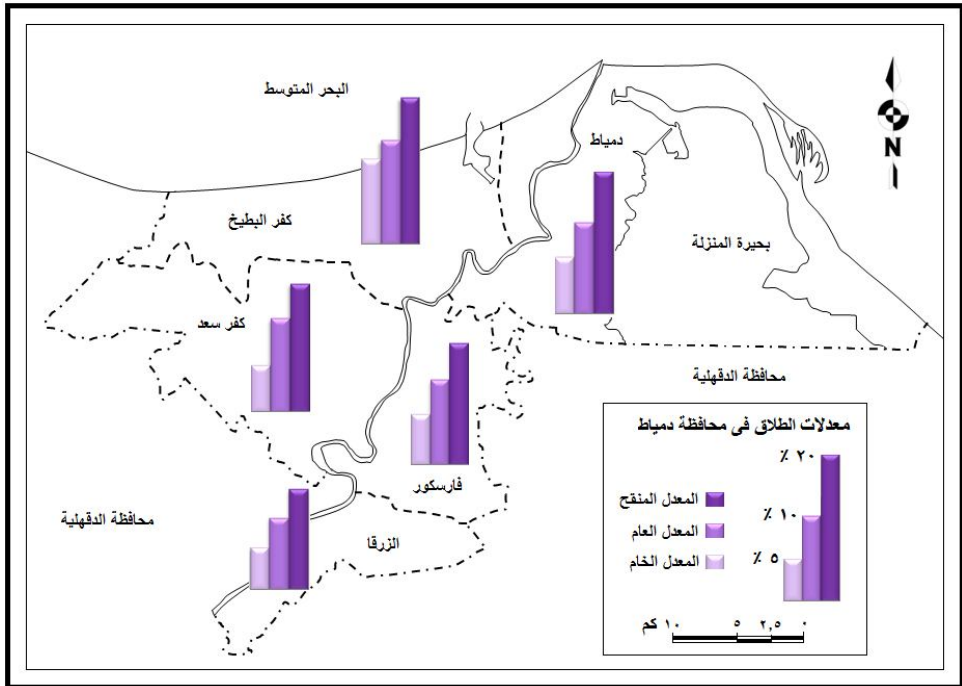 البحر المتوسط
N
دمياط
كفر البطيخ
بحيرة المنزلة
كفر سعد
محافظة الدقهلية
فارسكور
محافظة الدقهلية
الزرقا
معدلات الطلاق فى محافظة دمياط
٢٠ ٪
١٠ ٪
٥ ٪
المعدل المنقح
المعدل العام
المعدل الخام
٠ ٢,٥ ٥ ١٠ كم